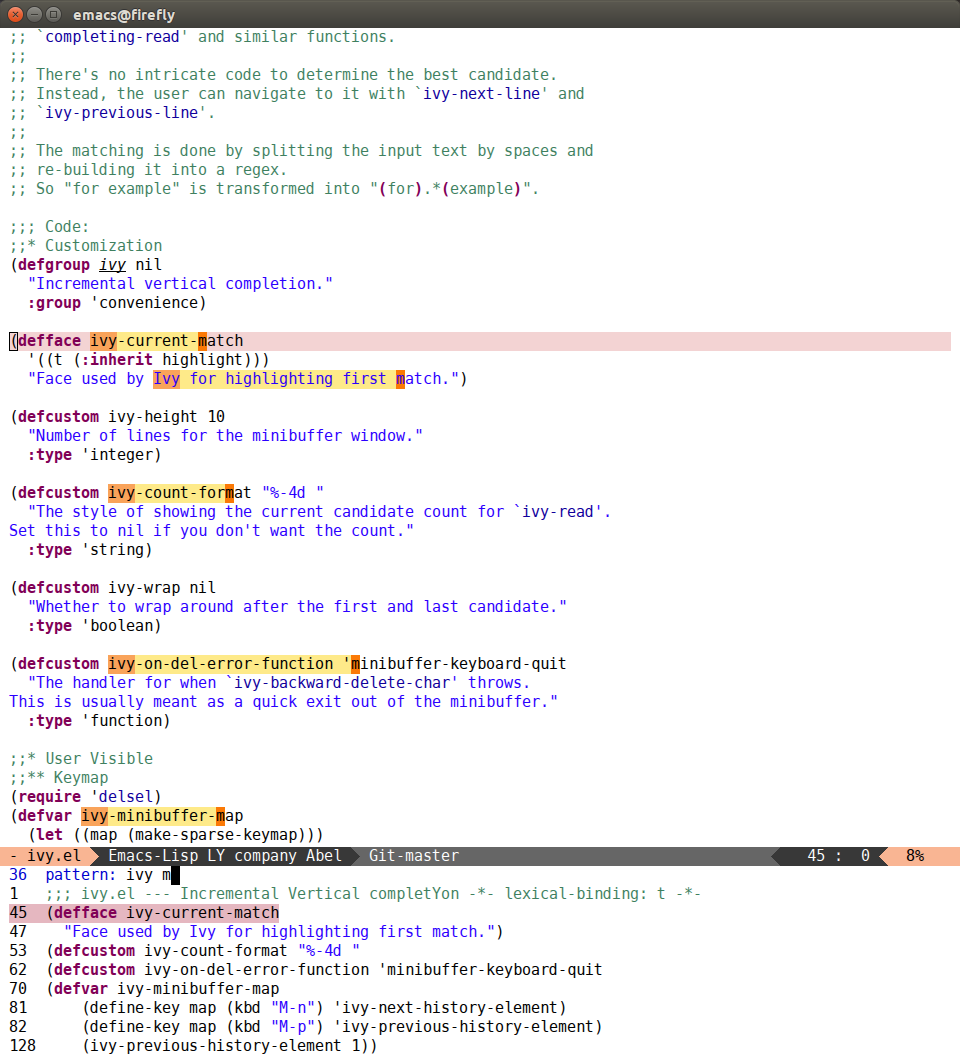 emacs@firefly
;; `completing-read' and similar functions.
;;
;; There's no intricate code to determine the best candidate.
;; Instead, the user can navigate to it with `ivy-next-line' and
;; `ivy-previous-line'.
;;
;; The matching is done by splitting the input text by spaces and
;; re-building it into a regex.
;; So "for example" is transformed into "(for).*(example)".

;;; Code:
;;* Customization
(defgroup ivy nil
  "Incremental vertical completion."
  :group 'convenience)

(defface ivy-current-match
  '((t (:inherit highlight)))
  "Face used by Ivy for highlighting first match.")

(defcustom ivy-height 10
  "Number of lines for the minibuffer window."
  :type 'integer)

(defcustom ivy-count-format "%-4d "
  "The style of showing the current candidate count for `ivy-read'.
Set this to nil if you don't want the count."
  :type 'string)

(defcustom ivy-wrap nil
  "Whether to wrap around after the first and last candidate."
  :type 'boolean)

(defcustom ivy-on-del-error-function 'minibuffer-keyboard-quit
  "The handler for when `ivy-backward-delete-char' throws.
This is usually meant as a quick exit out of the minibuffer."
  :type 'function)

;;* User Visible
;;** Keymap
(require 'delsel)
(defvar ivy-minibuffer-map
  (let ((map (make-sparse-keymap)))
- ivy.el Emacs-Lisp LY company Abel Git-master 45 :  0 8%
36  pattern: ivy m
1   ;;; ivy.el --- Incremental Vertical completYon -*- lexical-binding: t -*-
45  (defface ivy-current-match
47    "Face used by Ivy for highlighting first match.")
53  (defcustom ivy-count-format "%-4d "
62  (defcustom ivy-on-del-error-function 'minibuffer-keyboard-quit
70  (defvar ivy-minibuffer-map
81      (define-key map (kbd "M-n") 'ivy-next-history-element)
82      (define-key map (kbd "M-p") 'ivy-previous-history-element)
128     (ivy-previous-history-element 1))